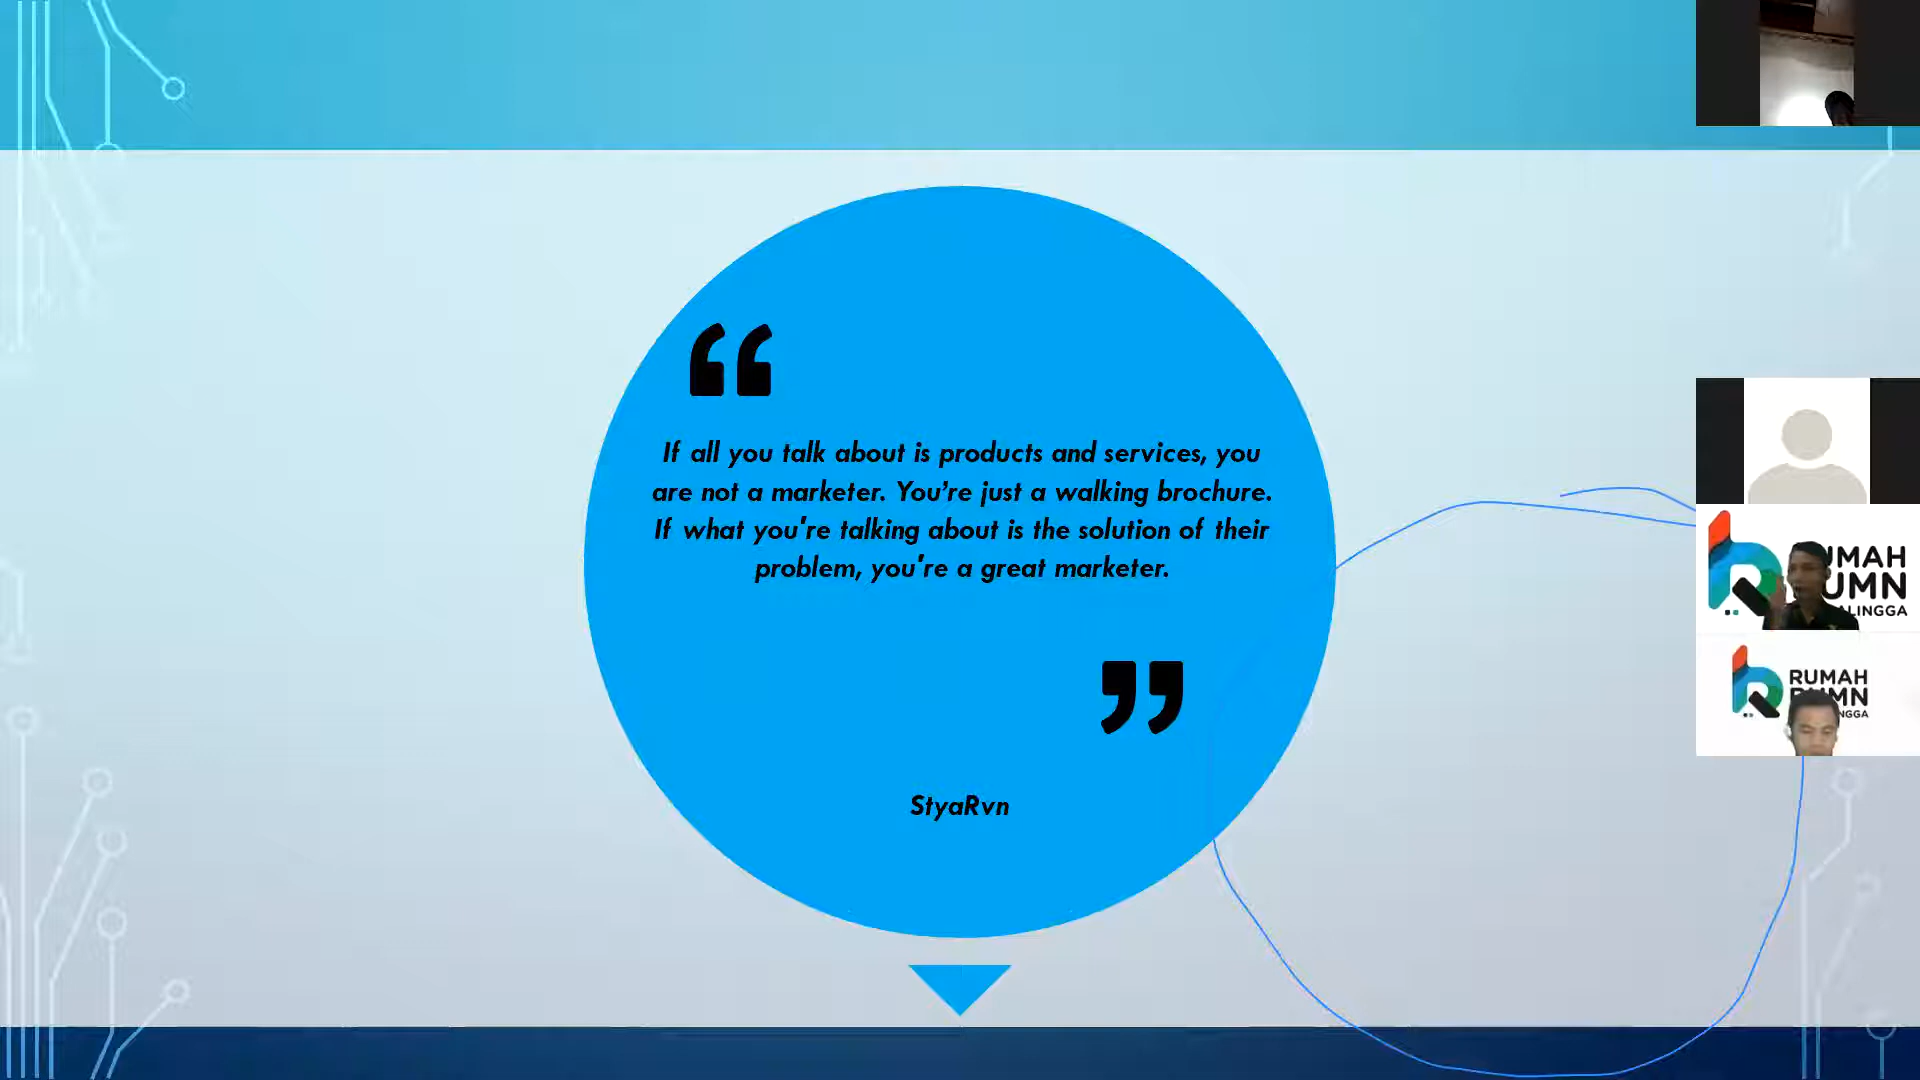 If all you talk about is products and services, you
are not a marketer. You’re just a walking brochure.
If what you're talking about is the solution of their
problem, you're a great marketer.
StyaRvn
RUMAH
RUMAH